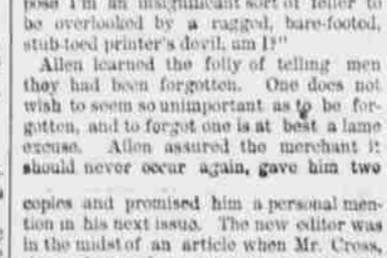 pose I'm an insignificant sort of feller to
be overlooked by a ragged, bare-footed,
stub-toed printer's devil, am I?"
Allen learned the folly of telling men
they had been forgotten. One does not
wish to seem so unimportant as to be for-
gotten, and to forget one is at best a lame
excuse. Allen assured the merchant it
should never occur again, gave him two
copies and promised him a personal men-
tion in his next issue. The new editor was
in the midst of an article when Mr. Cross,